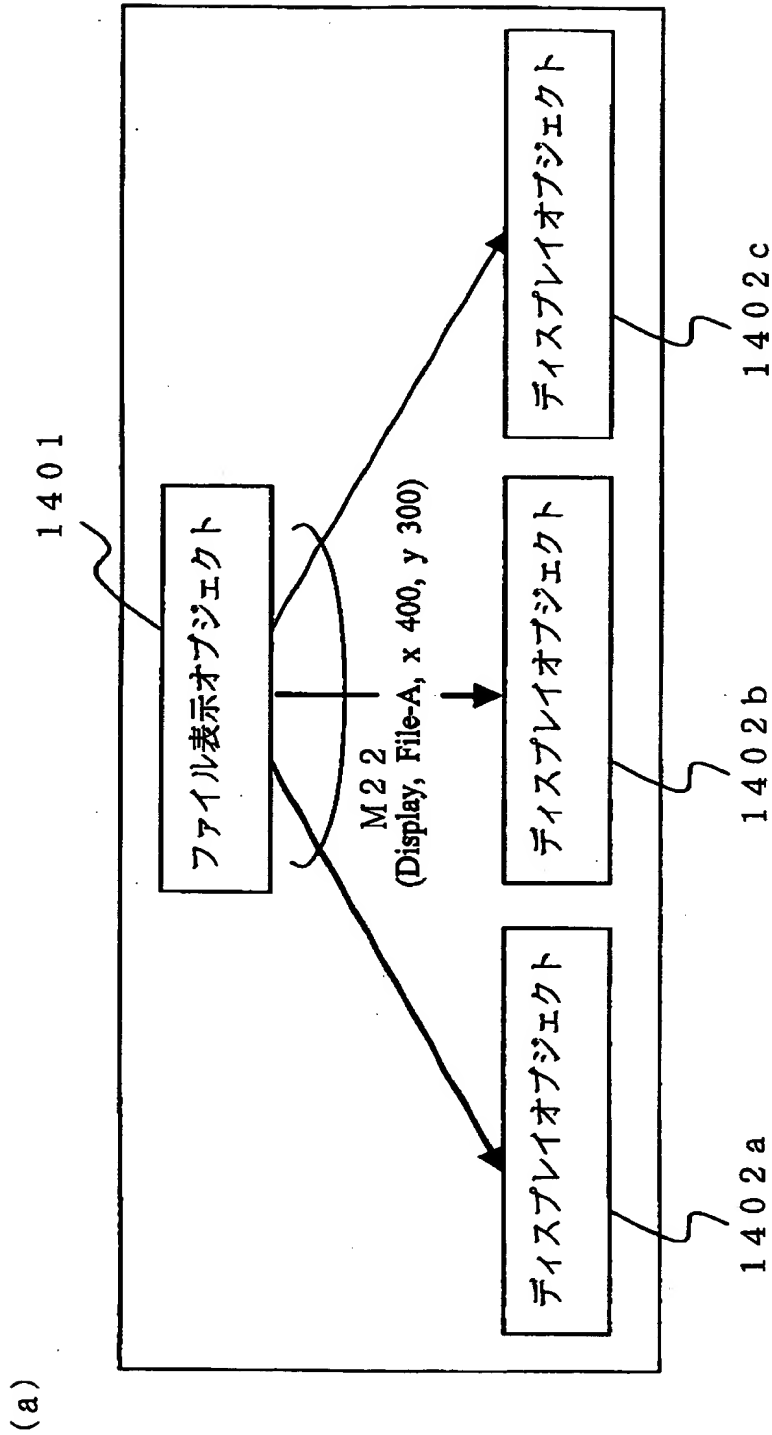 (a)
1401
ファイル表示オブジェクト
M22
(Display, File-A, x 400, y 300)
ディスプレイオブジェクト
ディスプレイオブジェクト
ディスプレイオブジェクト
1402a
1402b
1402c